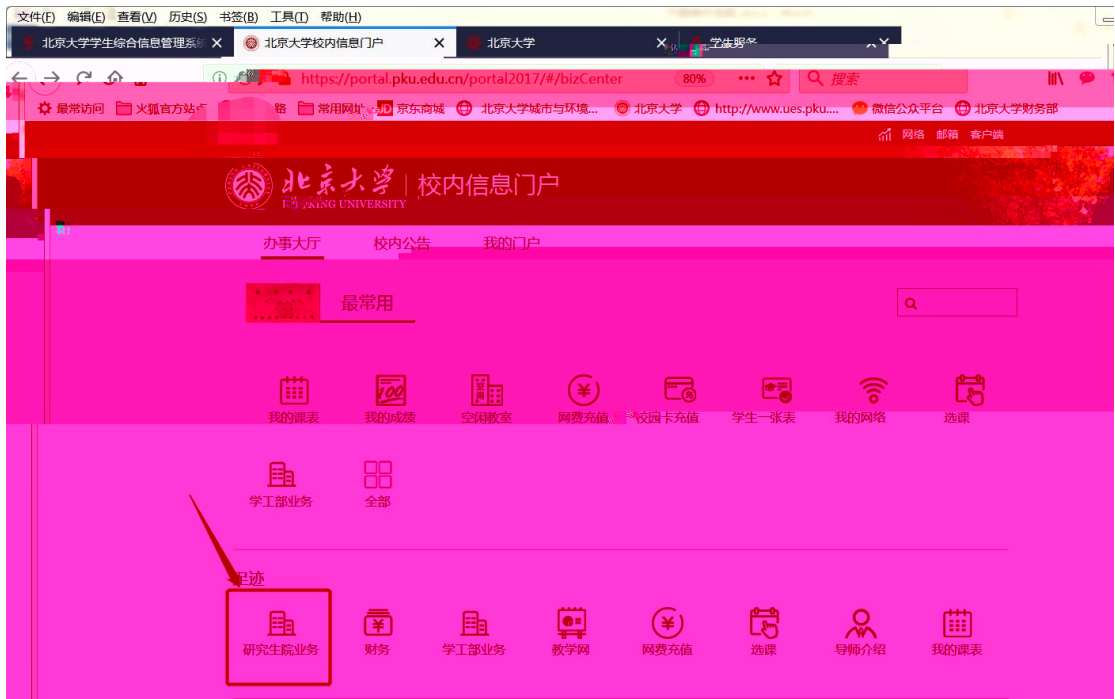 文件(F) 编辑(E) 查看(V) 历史(S) 书签(B) 工具(T) 帮助(H)
北京大学学生综合信息管理系统 北京大学校内信息门户 北京大学 学生服务
https://portal.pku.edu.cn/portal2017/#/bizCenter 80% 搜索
最常访问 火狐官方站点 常用网址 JD 京东商城 北京大学城市与环境... 北京大学 http://www.ues.pku.... 微信公众平台 北京大学财务部
网络 邮箱 客户端
北京大学 校内信息门户
PEKING UNIVERSITY
办事大厅 校内公告 我的门户
最常用
我的课表 我的成绩 空闲教室 网费充值 校园卡充值 学生一张表 我的网络 选课
学工部业务 全部
足迹
研究生院业务 财务 学工部业务 教学网 网费充值 选课 导师介绍 我的课表